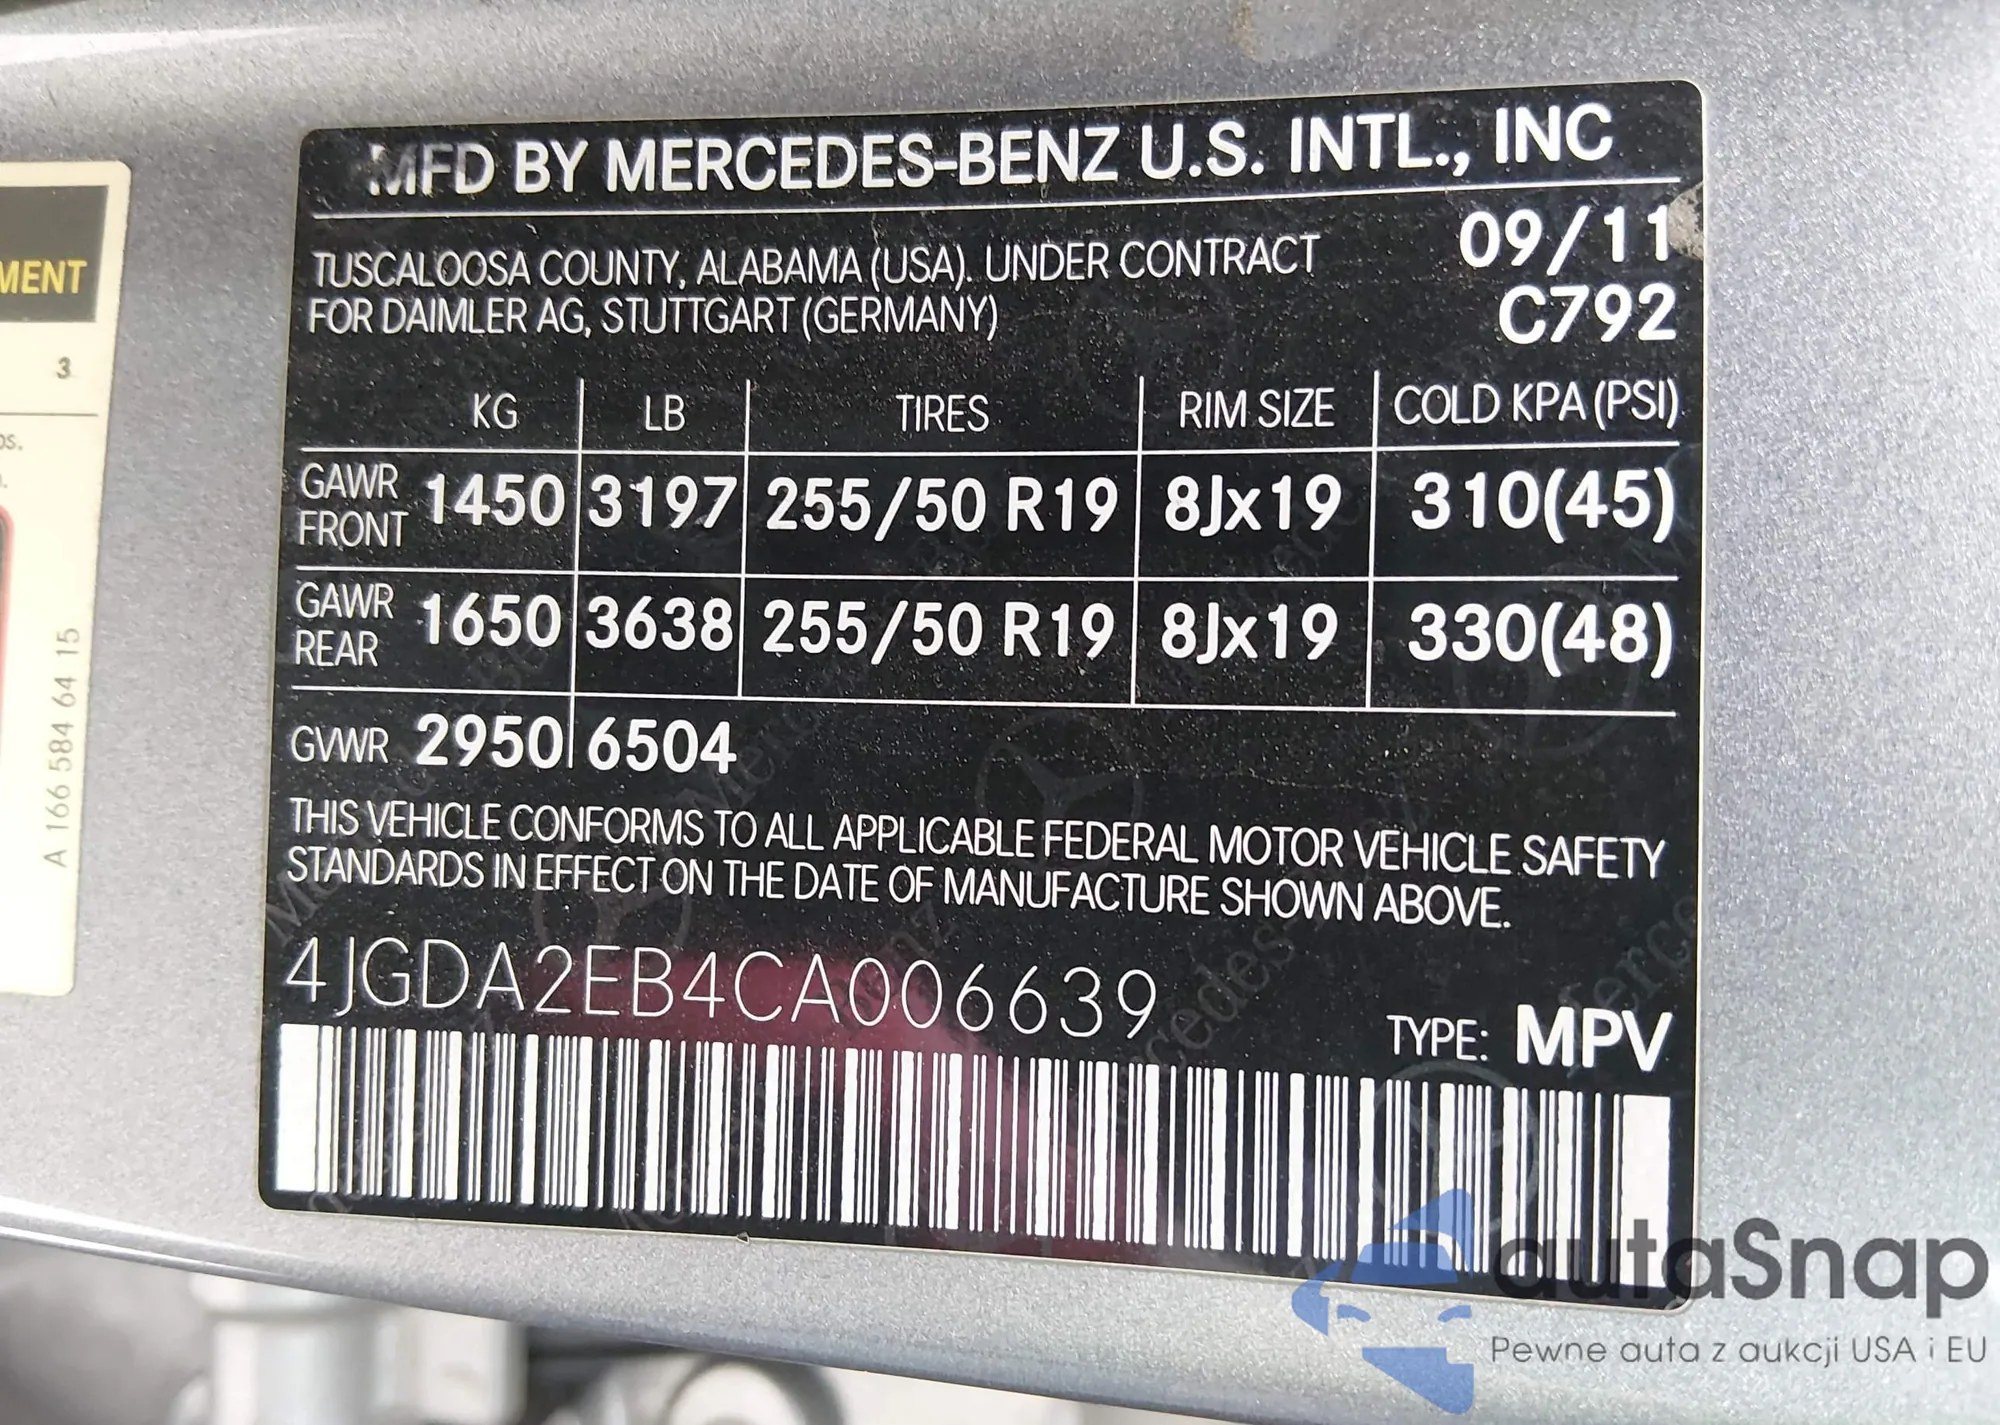 MENT
3
A 166 584 64 15
MFD BY MERCEDES-BENZ U.S. INTL., INC
TUSCALOOSA COUNTY, ALABAMA (USA). UNDER CONTRACT
FOR DAIMLER AG, STUTTGART (GERMANY)
09/11
C792
KG LB TIRES RIM SIZE COLD KPA (PSI)
GAWR FRONT 1450 3197 255/50 R19 8Jx19 310(45)
GAWR REAR 1650 3638 255/50 R19 8Jx19 330(48)
GVWR 2950 6504
THIS VEHICLE CONFORMS TO ALL APPLICABLE FEDERAL MOTOR VEHICLE SAFETY
STANDARDS IN EFFECT ON THE DATE OF MANUFACTURE SHOWN ABOVE.
4JGDA2EB4CA006639
TYPE: MPV
autaSnap
Pewne auta z aukcji USA i EU